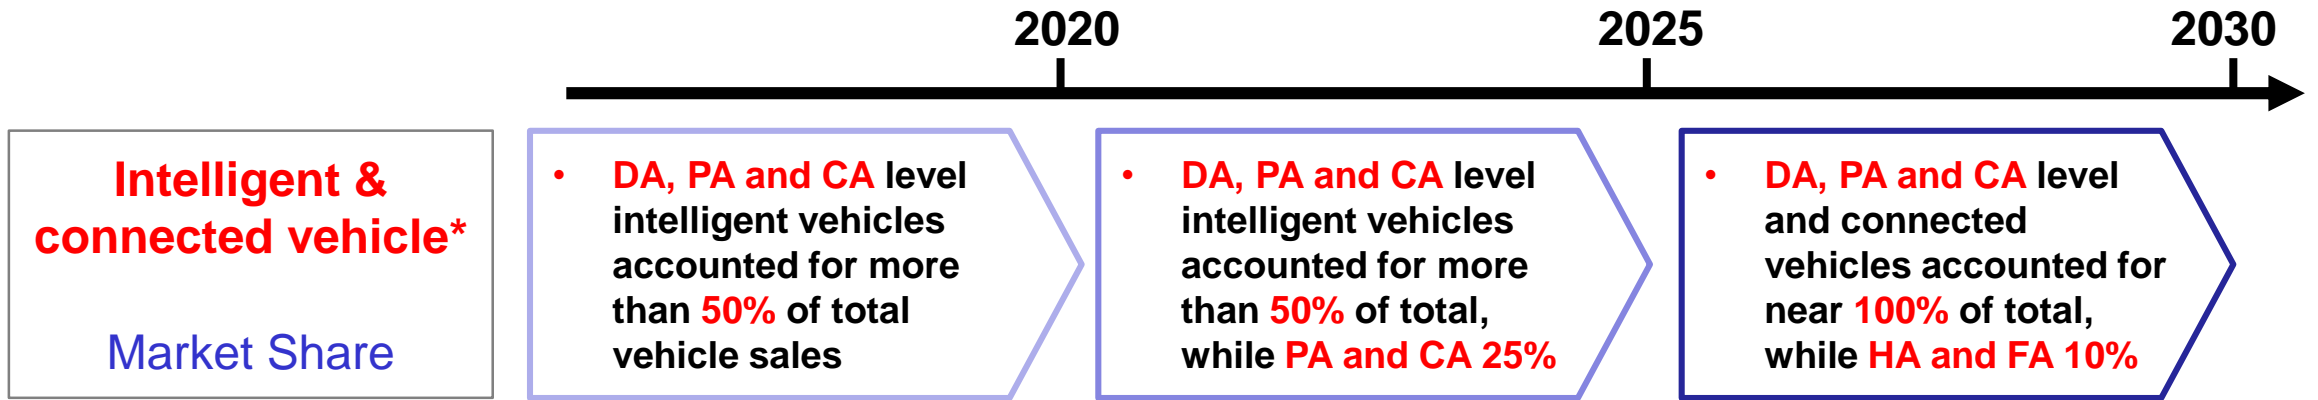 2020
2025
2030
Intelligent &
connected vehicle*
Market Share
• DA, PA and CA level
intelligent vehicles
accounted for more
than 50% of total
vehicle sales
• DA, PA and CA level
intelligent vehicles
accounted for more
than 50% of total,
while PA and CA 25%
• DA, PA and CA level
and connected
vehicles accounted for
near 100% of total,
while HA and FA 10%